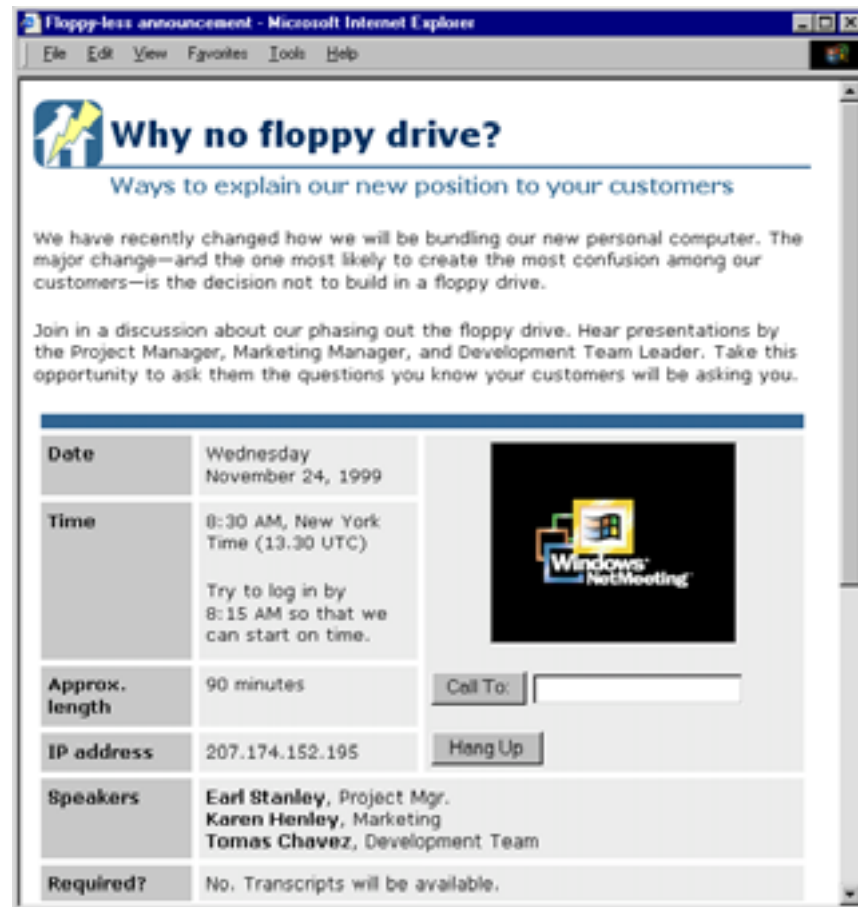 Floppy-less announcement - Microsoft Internet Explorer
File Edit View Favorites Tools Help
Why no floppy drive?
Ways to explain our new position to your customers
We have recently changed how we will be bundling our new personal computer. The
major change—and the one most likely to create the most confusion among our
customers—is the decision not to build in a floppy drive.
Join in a discussion about our phasing out the floppy drive. Hear presentations by
the Project Manager, Marketing Manager, and Development Team Leader. Take this
opportunity to ask them the questions you know your customers will be asking you.
Date
Wednesday
November 24, 1999
Time
8:30 AM, New York
Time (13.30 UTC)
Try to log in by
8:15 AM so that we
can start on time.
Windows
NetMeeting
Approx.
length
90 minutes
Call To:
IP address
207.174.152.195
Hang Up
Speakers
Earl Stanley, Project Mgr.
Karen Henley, Marketing
Tomas Chavez, Development Team
Required?
No. Transcripts will be available.